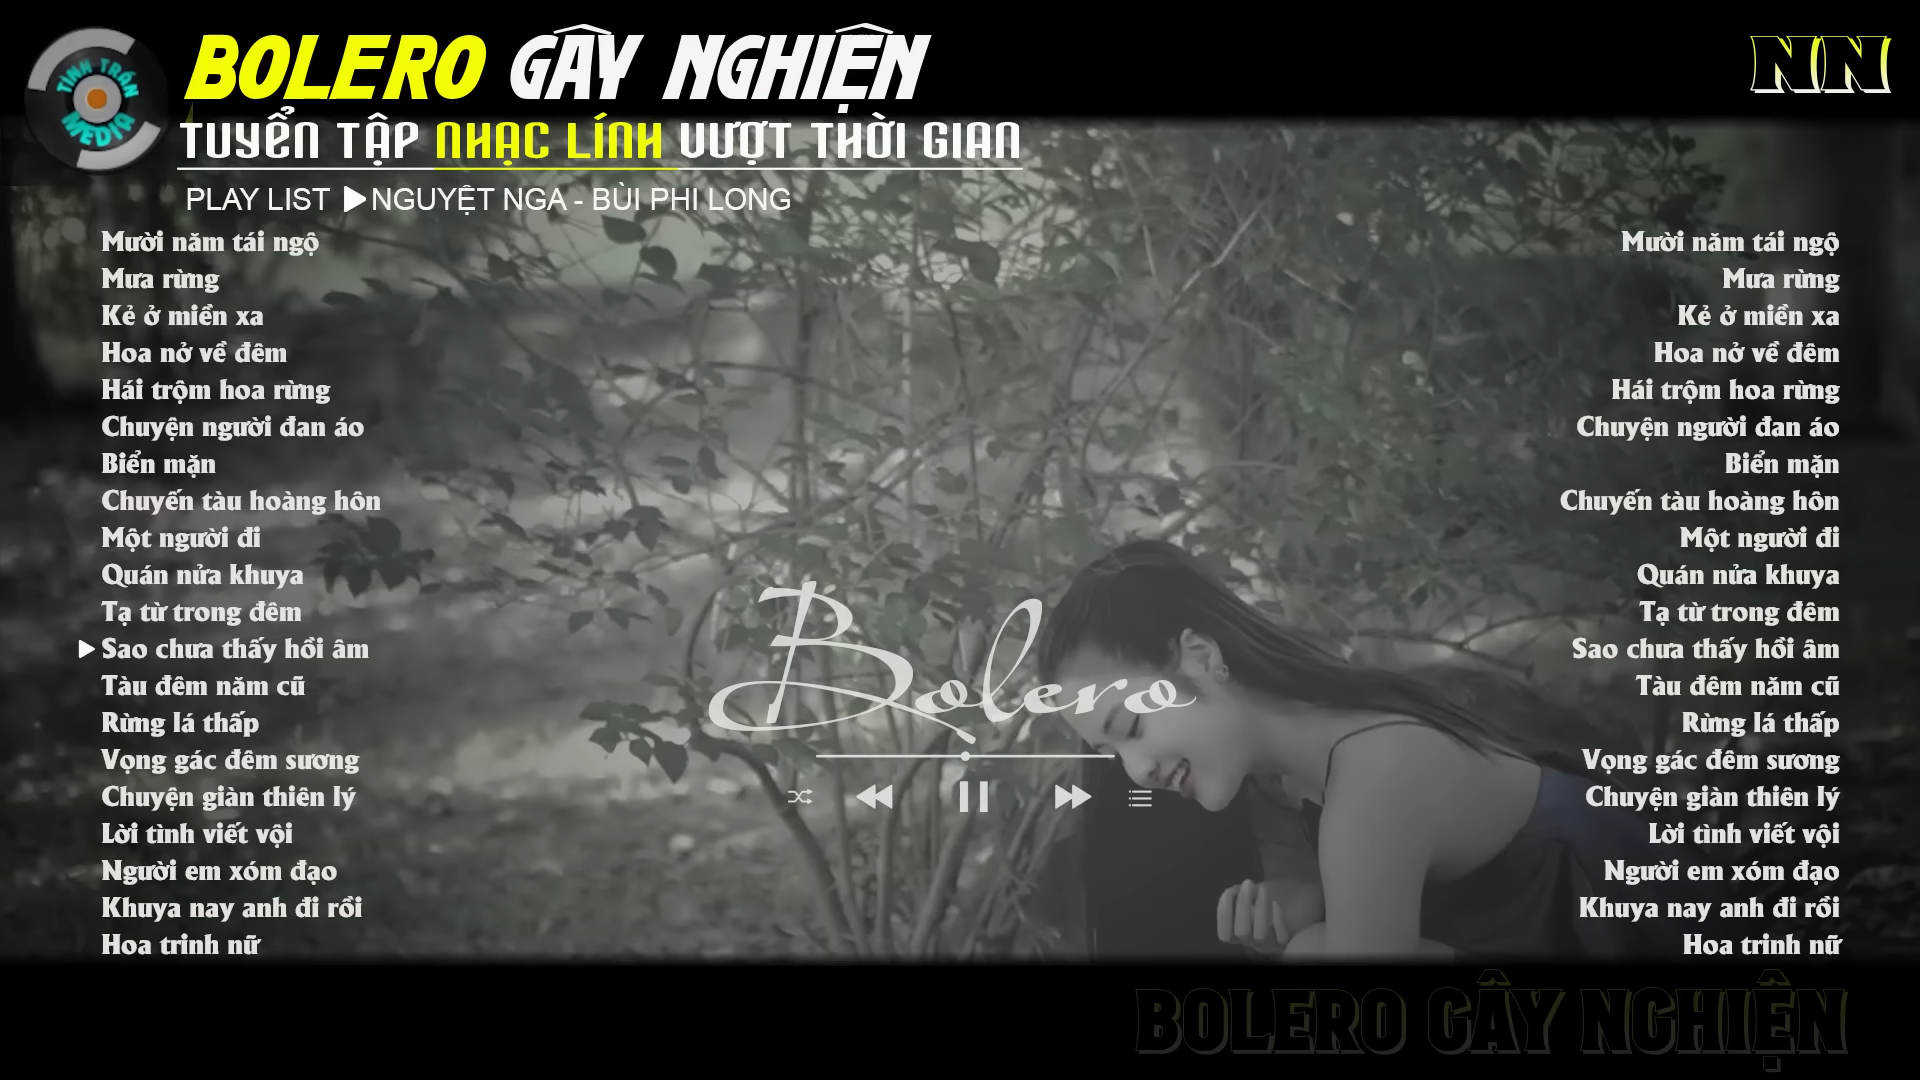 TÌNH TRẦN
MEDIA
BOLERO GÂY NGHIỆN
NN
TUYỂN TẬP NHẠC LÍNH VƯỢT THỜI GIAN
PLAY LIST ▶NGUYỆT NGA - BÙI PHI LONG
Mười năm tái ngộ
Mưa rừng
Kẻ ở miền xa
Hoa nở về đêm
Hái trộm hoa rừng
Chuyện người đan áo
Biển mặn
Chuyến tàu hoàng hôn
Một người đi
Quán nửa khuya
Tạ từ trong đêm
Sao chưa thấy hồi âm
Tàu đêm năm cũ
Rừng lá thấp
Vọng gác đêm sương
Chuyện giàn thiên lý
Lời tình viết vội
Người em xóm đạo
Khuya nay anh đi rồi
Hoa trinh nữ
Bolero
Mười năm tái ngộ
Mưa rừng
Kẻ ở miền xa
Hoa nở về đêm
Hái trộm hoa rừng
Chuyện người đan áo
Biển mặn
Chuyến tàu hoàng hôn
Một người đi
Quán nửa khuya
Tạ từ trong đêm
Sao chưa thấy hồi âm
Tàu đêm năm cũ
Rừng lá thấp
Vọng gác đêm sương
Chuyện giàn thiên lý
Lời tình viết vội
Người em xóm đạo
Khuya nay anh đi rồi
Hoa trinh nữ
BOLERO GÂY NGHIỆN